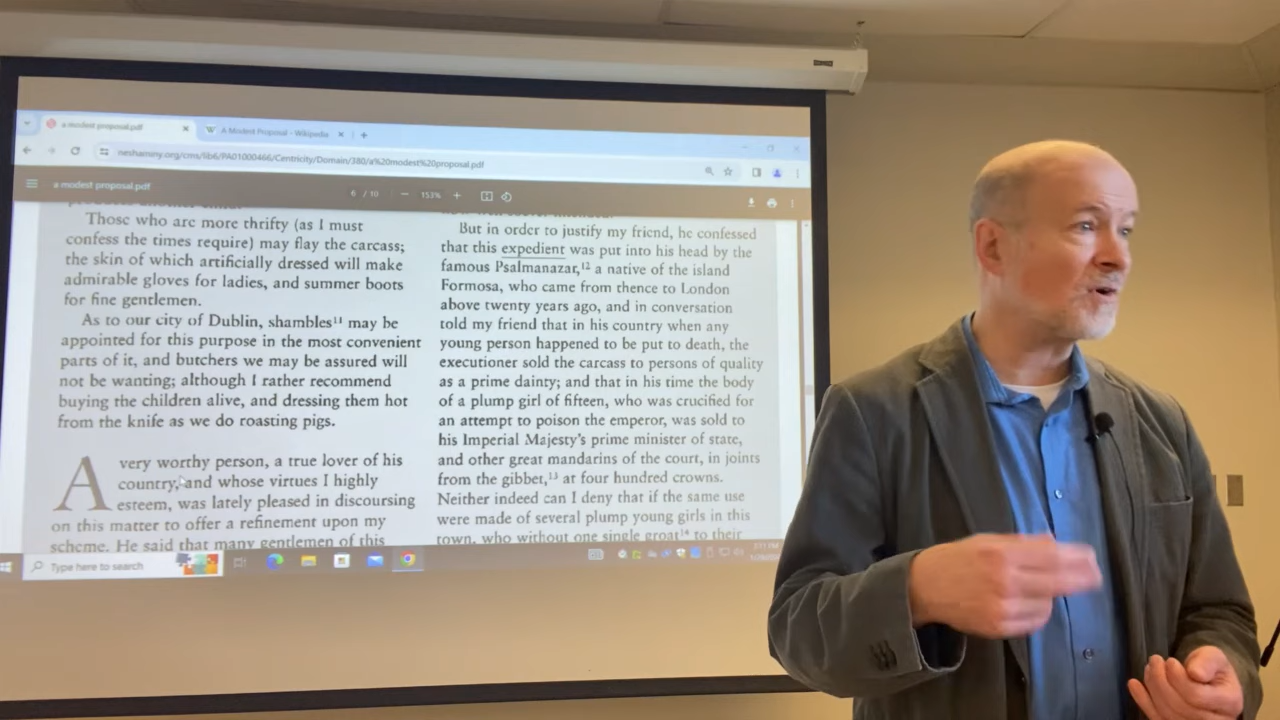 a modest proposal.pdf
A Modest Proposal - Wikipedia
neshaminy.org/cms/lib6/PA01000466/Centricity/Domain/380/a%20modest%20proposal.pdf
a modest proposal.pdf
6 / 10
153%
Those who are more thrifty (as I must
confess the times require) may flay the carcass;
the skin of which artificially dressed will make
admirable gloves for ladies, and summer boots
for fine gentlemen.
As to our city of Dublin, shambles¹¹ may be
appointed for this purpose in the most convenient
parts of it, and butchers we may be assured will
not be wanting; although I rather recommend
buying the children alive, and dressing them hot
from the knife as we do roasting pigs.
A very worthy person, a true lover of his
country, and whose virtues I highly
esteem, was lately pleased in discoursing
on this matter to offer a refinement upon my
scheme. He said that many gentlemen of this
But in order to justify my friend, he confessed
that this expedient was put into his head by the
famous Psalmanazar,¹² a native of the island
Formosa, who came from thence to London
above twenty years ago, and in conversation
told my friend that in his country when any
young person happened to be put to death, the
executioner sold the carcass to persons of quality
as a prime dainty; and that in his time the body
of a plump girl of fifteen, who was crucified for
an attempt to poison the emperor, was sold to
his Imperial Majesty's prime minister of state,
and other great mandarins of the court, in joints
from the gibbet,¹³ at four hundred crowns.
Neither indeed can I deny that if the same use
were made of several plump young girls in this
town, who without one single groat¹⁴ to their
Type here to search